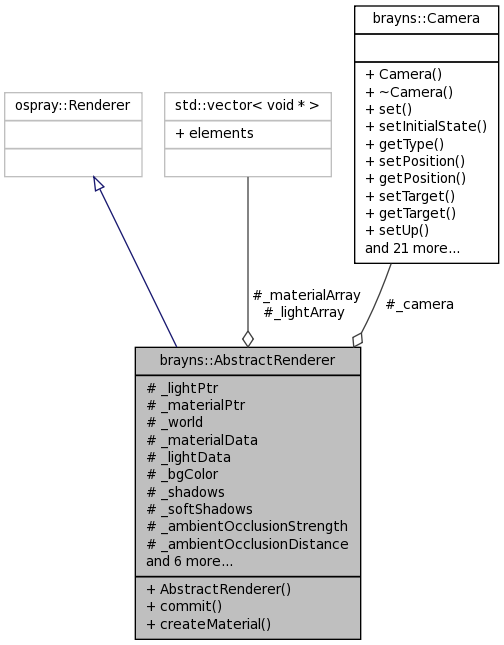 brayns::Camera
+ Camera()
+ ~Camera()
+ set()
+ setInitialState()
+ getType()
+ setPosition()
+ getPosition()
+ setTarget()
+ getTarget()
+ setUp()
and 21 more...
ospray::Renderer
std::vector< void * >
+ elements
#_materialArray
#_lightArray
#_camera
brayns::AbstractRenderer
# _lightPtr
# _materialPtr
# _world
# _materialData
# _lightData
# _bgColor
# _shadows
# _softShadows
# _ambientOcclusionStrength
# _ambientOcclusionDistance
and 6 more...
+ AbstractRenderer()
+ commit()
+ createMaterial()